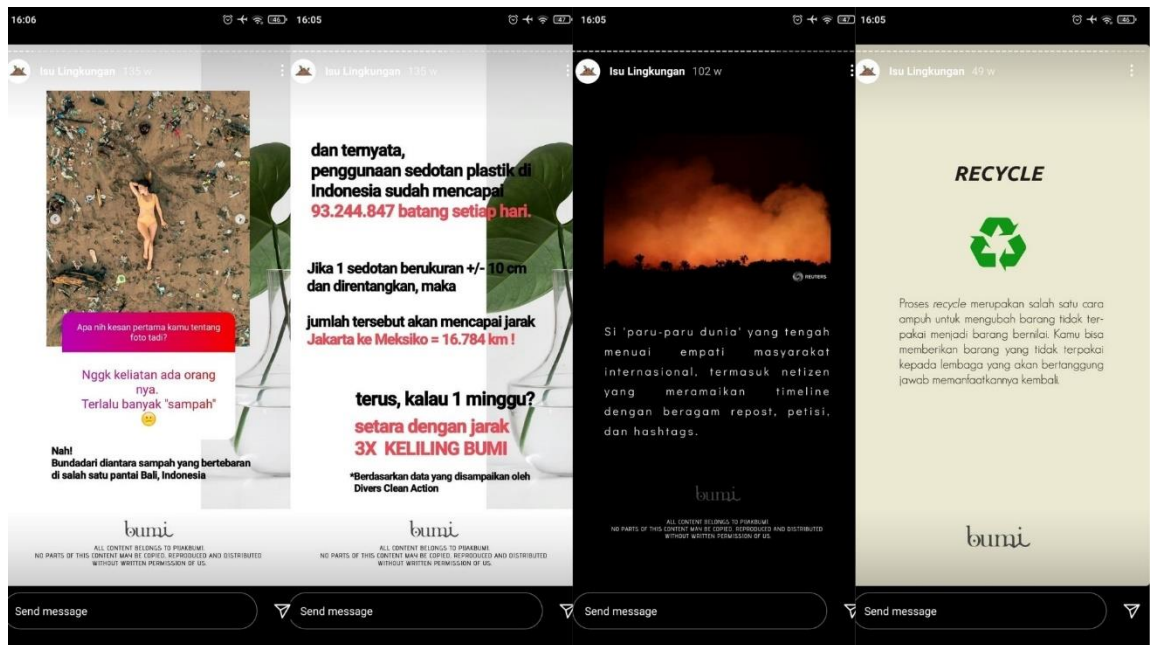 16:06
46
Isu Lingkungan 135 w
Apa nih kesan pertama kamu tentang
foto tadi?
Nggk keliatan ada orang
nya.
Terlalu banyak "sampah"
Nah!
Bundadari diantara sampah yang bertebaran
di salah satu pantai Bali, Indonesia
bumi
ALL CONTENT BELONGS TO PIJAKBUMI.
NO PARTS OF THIS CONTENT MAY BE COPIED, REPRODUCED AND DISTRIBUTED
WITHOUT WRITTEN PERMISSION OF US.
Send message
16:05
47
Isu Lingkungan 135 w
dan ternyata,
penggunaan sedotan plastik di
Indonesia sudah mencapai
93.244.847 batang setiap hari.
Jika 1 sedotan berukuran +/- 10 cm
dan direntangkan, maka
jumlah tersebut akan mencapai jarak
Jakarta ke Meksiko = 16.784 km !
terus, kalau 1 minggu?
setara dengan jarak
3X KELILING BUMI
*Berdasarkan data yang disampaikan oleh
Divers Clean Action
bumi
ALL CONTENT BELONGS TO PIJAKBUMI.
NO PARTS OF THIS CONTENT MAY BE COPIED, REPRODUCED AND DISTRIBUTED
WITHOUT WRITTEN PERMISSION OF US.
Send message
16:05
47
Isu Lingkungan 102 w
REUTERS
Si 'paru-paru dunia' yang tengah
menuai empati masyarakat
internasional, termasuk netizen
yang meramaikan timeline
dengan beragam repost, petisi,
dan hashtags.
bumi
ALL CONTENT BELONGS TO PIJAKBUMI.
NO PARTS OF THIS CONTENT MAY BE COPIED, REPRODUCED AND DISTRIBUTED
WITHOUT WRITTEN PERMISSION OF US.
Send message
16:05
46
Isu Lingkungan 49 w
RECYCLE
Proses recycle merupakan salah satu cara
ampuh untuk mengubah barang tidak ter-
pakai menjadi barang bernilai. Kamu bisa
memberikan barang yang tidak terpakai
kepada lembaga yang akan bertanggung
jawab memanfaatkannya kembali.
bumi
Send message